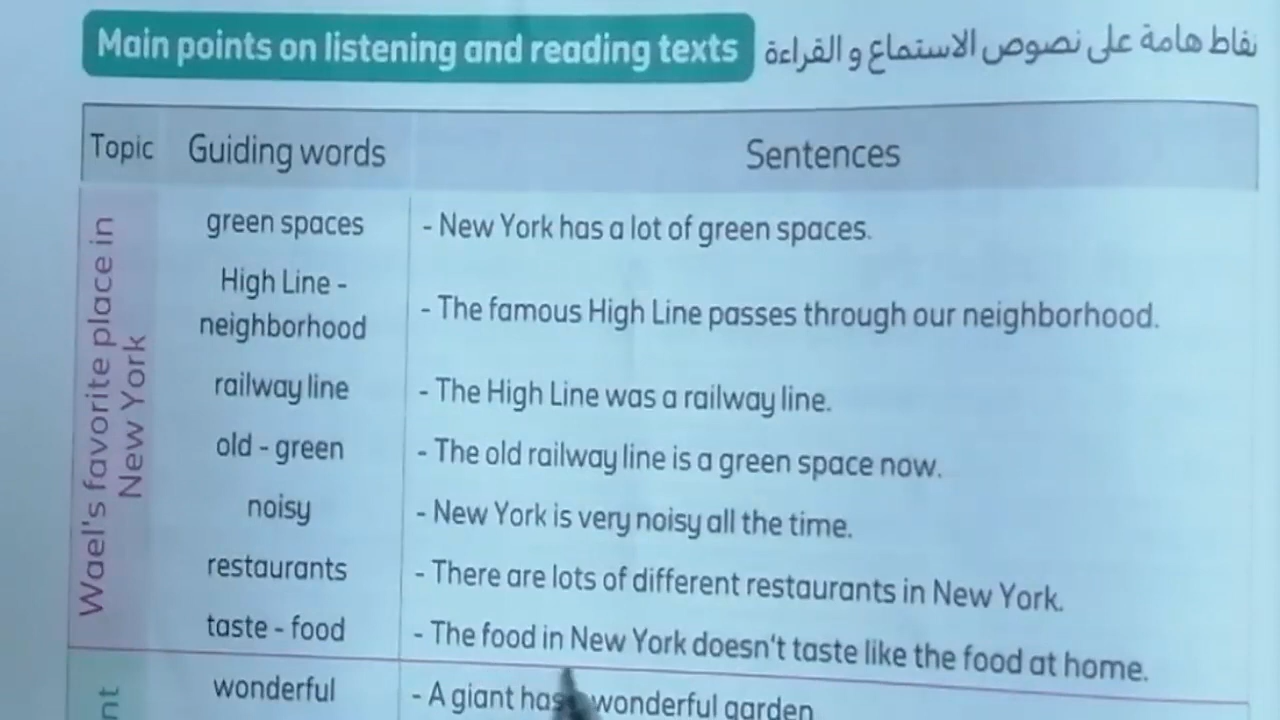 Main points on listening and reading texts نقاط هامة على نصوص الاستماع و القراءة
Topic Guiding words Sentences
Wael's favorite place in
New York
green spaces - New York has a lot of green spaces.
High Line -
neighborhood - The famous High Line passes through our neighborhood.
railway line - The High Line was a railway line.
old - green - The old railway line is a green space now.
noisy - New York is very noisy all the time.
restaurants - There are lots of different restaurants in New York.
taste - food - The food in New York doesn't taste like the food at home.
wonderful - A giant has wonderful garden